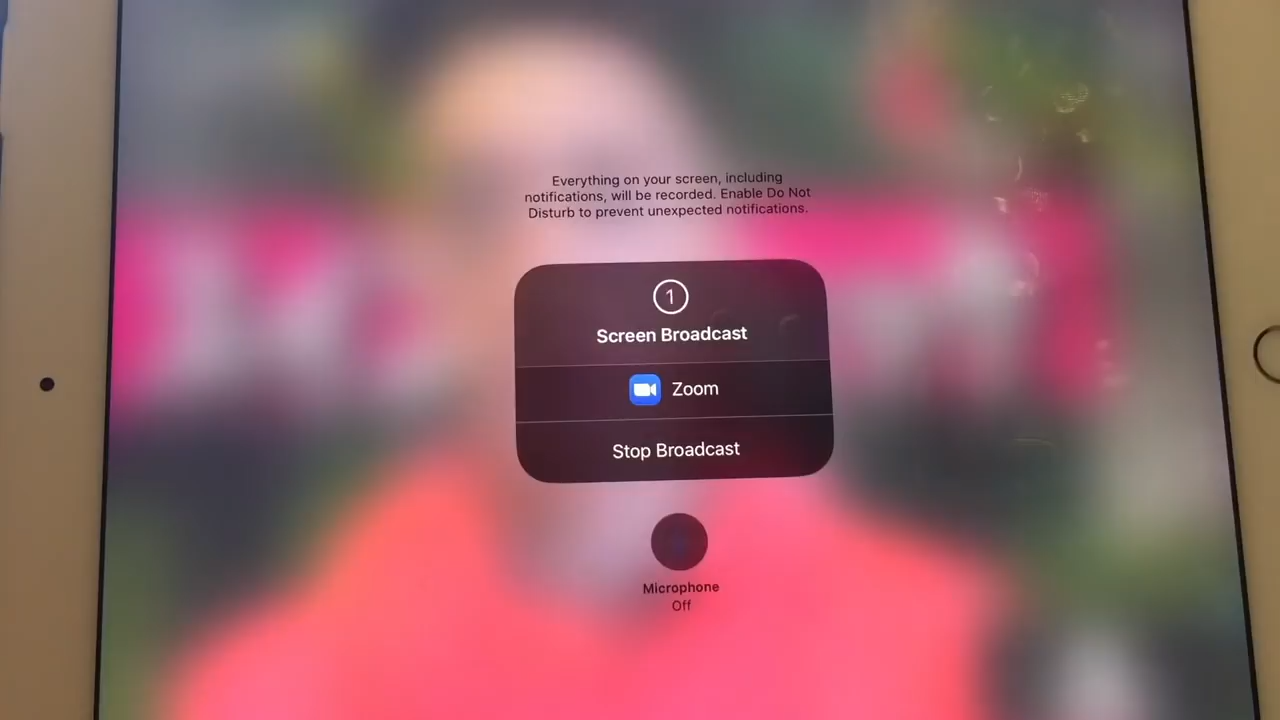 Everything on your screen, including
notifications, will be recorded. Enable Do Not
Disturb to prevent unexpected notifications.
1
Screen Broadcast
Zoom
Stop Broadcast
Microphone
Off